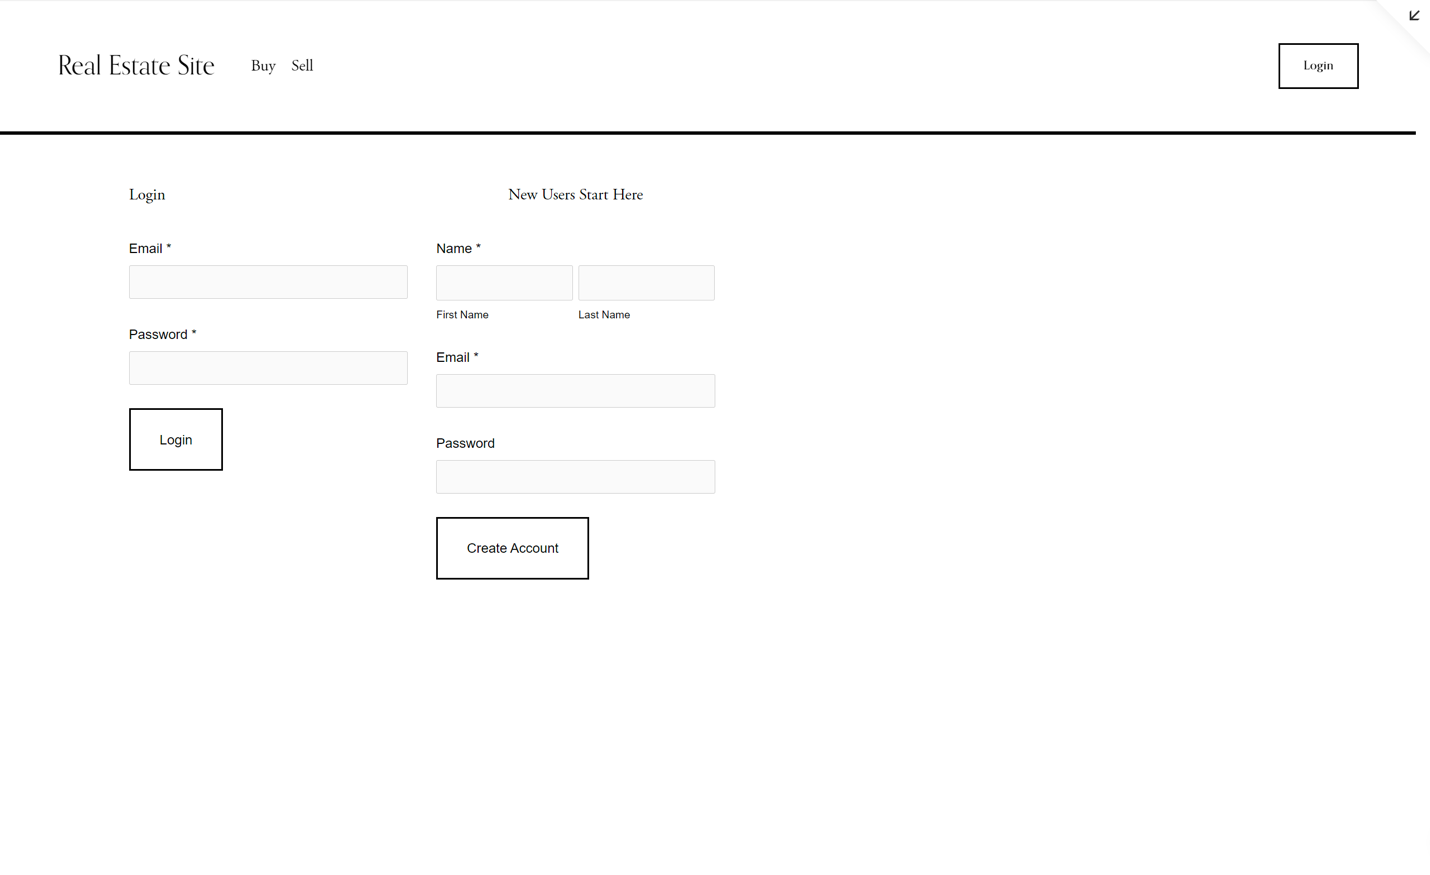 Real Estate Site
Buy Sell
Login
Login
Email *
Password *
Login
New Users Start Here
Name *
First Name Last Name
Email *
Password
Create Account